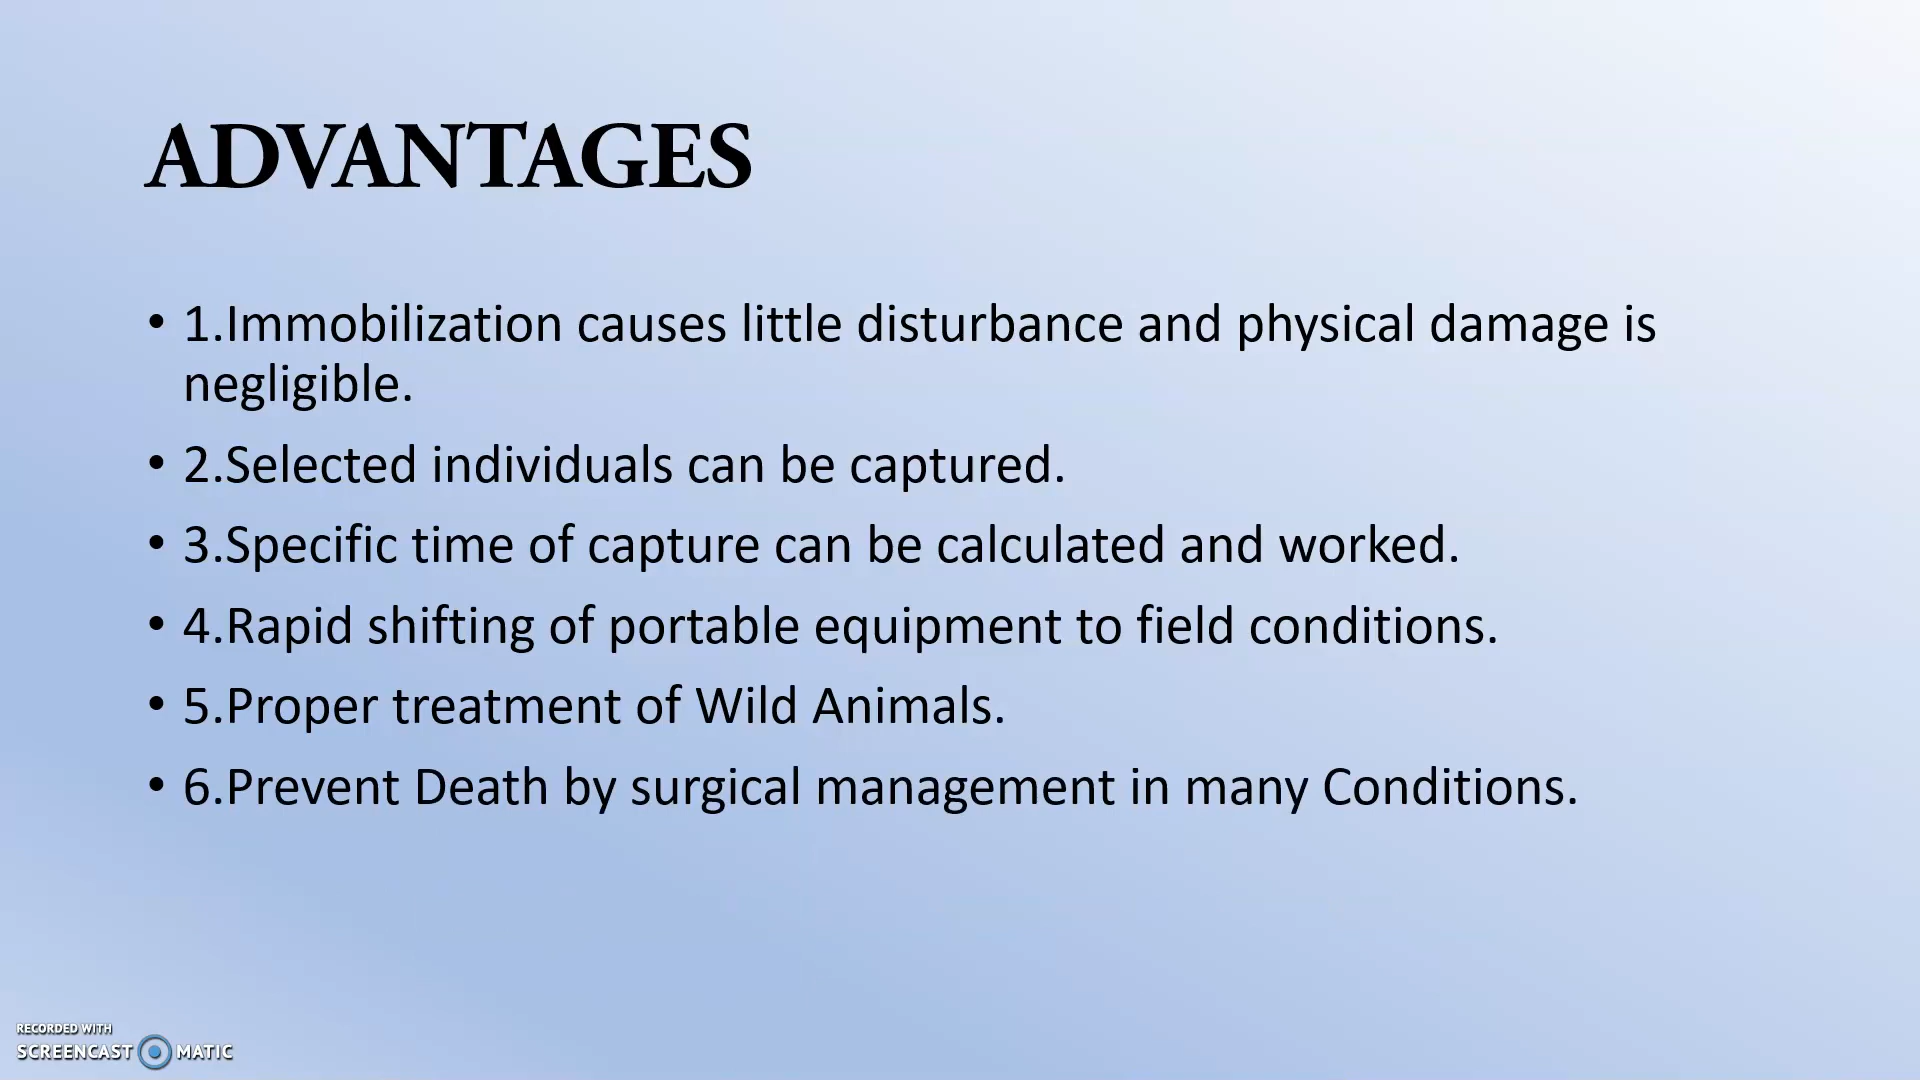 ADVANTAGES
• 1.Immobilization causes little disturbance and physical damage is
negligible.
• 2.Selected individuals can be captured.
• 3.Specific time of capture can be calculated and worked.
• 4.Rapid shifting of portable equipment to field conditions.
• 5.Proper treatment of Wild Animals.
• 6.Prevent Death by surgical management in many Conditions.
RECORDED WITH
SCREENCAST MATIC